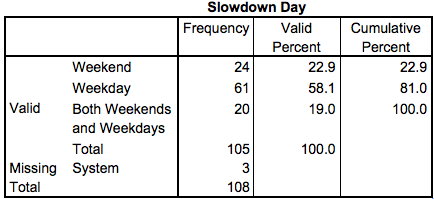 Slowdown Day
Frequency Valid Percent Cumulative Percent
Valid Weekend 24 22.9 22.9
Weekday 61 58.1 81.0
Both Weekends and Weekdays 20 19.0 100.0
Total 105 100.0
Missing System 3
Total 108